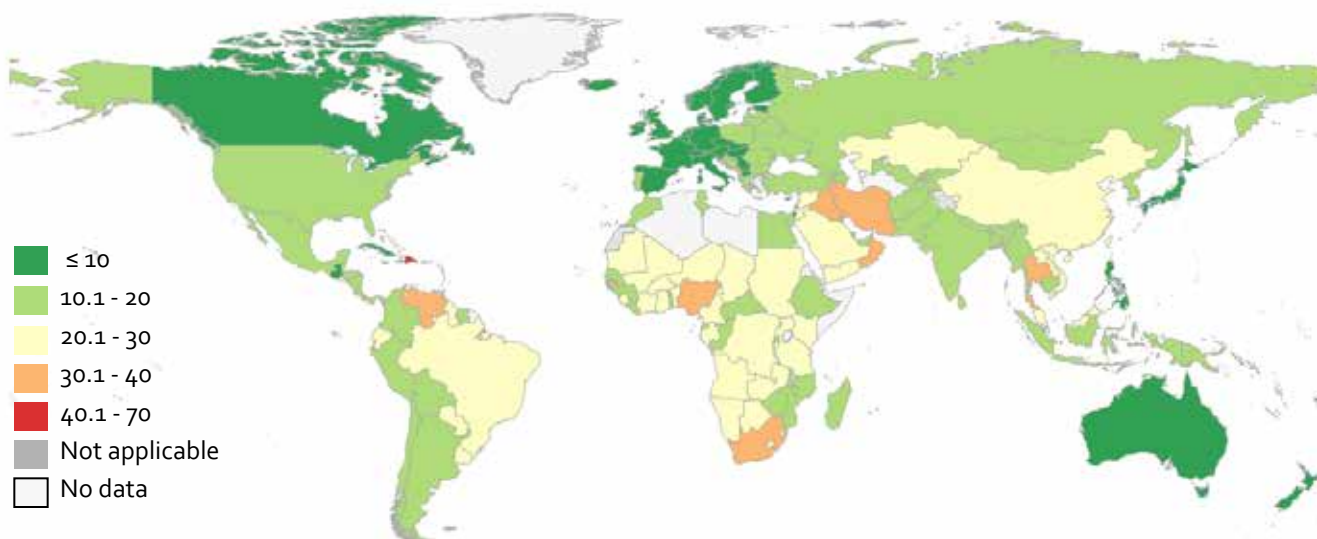 ≤ 10
10.1 - 20
20.1 - 30
30.1 - 40
40.1 - 70
Not applicable
No data